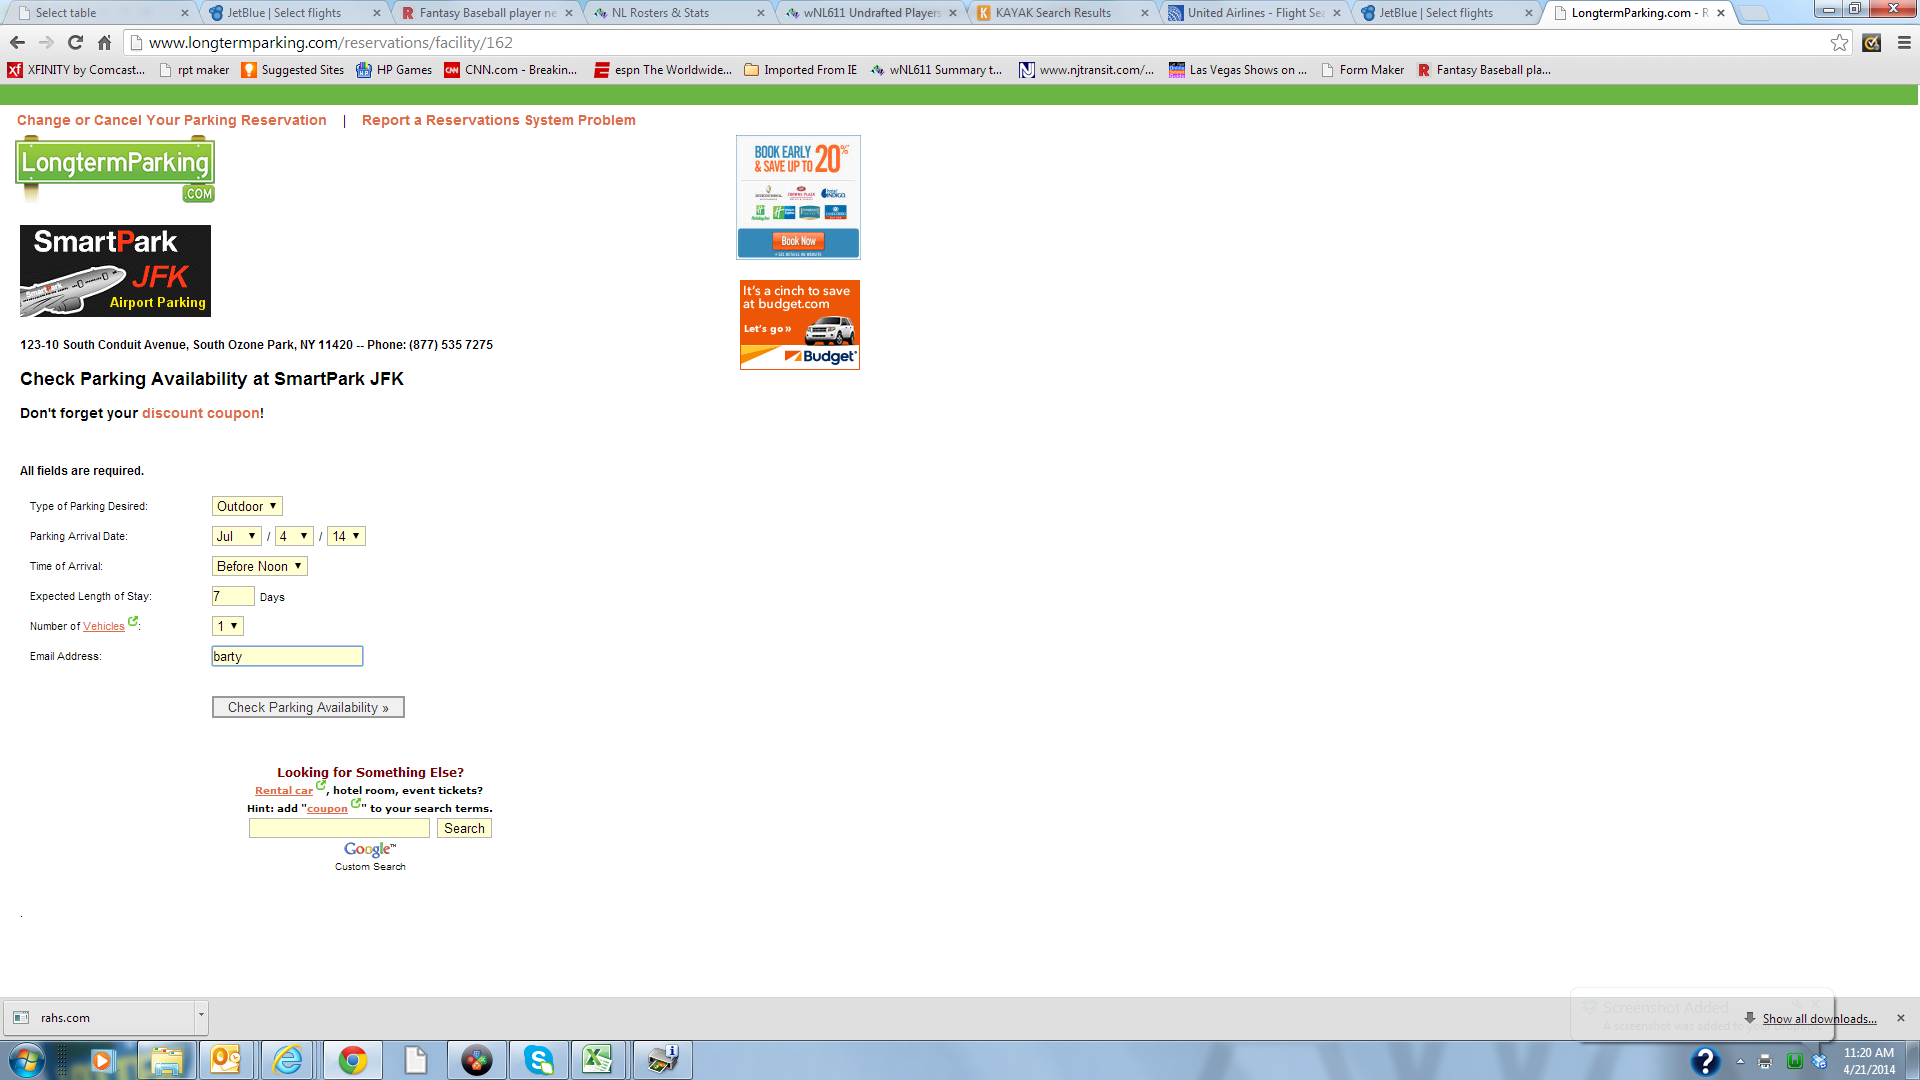 Select table
JetBlue | Select flights
Fantasy Baseball player ne
NL Rosters & Stats
wNL611 Undrafted Players
KAYAK Search Results
United Airlines - Flight Sea
JetBlue | Select flights
LongtermParking.com - R
www.longtermparking.com/reservations/facility/162
XFINITY by Comcast...
rpt maker
Suggested Sites
HP Games
CNN.com - Breakin...
espn The Worldwide...
Imported From IE
wNL611 Summary t...
www.njtransit.com/...
Las Vegas Shows on ...
Form Maker
Fantasy Baseball pla...
Change or Cancel Your Parking Reservation | Report a Reservations System Problem
LongtermParking
.COM
BOOK EARLY
& SAVE UP TO 20%*
Book Now
SmartPark
JFK
Airport Parking
It's a cinch to save
at budget.com
Let's go »
Budget
123-10 South Conduit Avenue, South Ozone Park, NY 11420 -- Phone: (877) 535 7275
Check Parking Availability at SmartPark JFK
Don't forget your discount coupon!
All fields are required.
Type of Parking Desired: Outdoor
Parking Arrival Date: Jul / 4 / 14
Time of Arrival: Before Noon
Expected Length of Stay: 7 Days
Number of Vehicles : 1
Email Address: barty
Check Parking Availability »
Looking for Something Else?
Rental car , hotel room, event tickets?
Hint: add "coupon " to your search terms.
Search
Google™
Custom Search
.
rahs.com
Screenshot Added
A screenshot was added to your
Show all downloads...
11:20 AM
4/21/2014